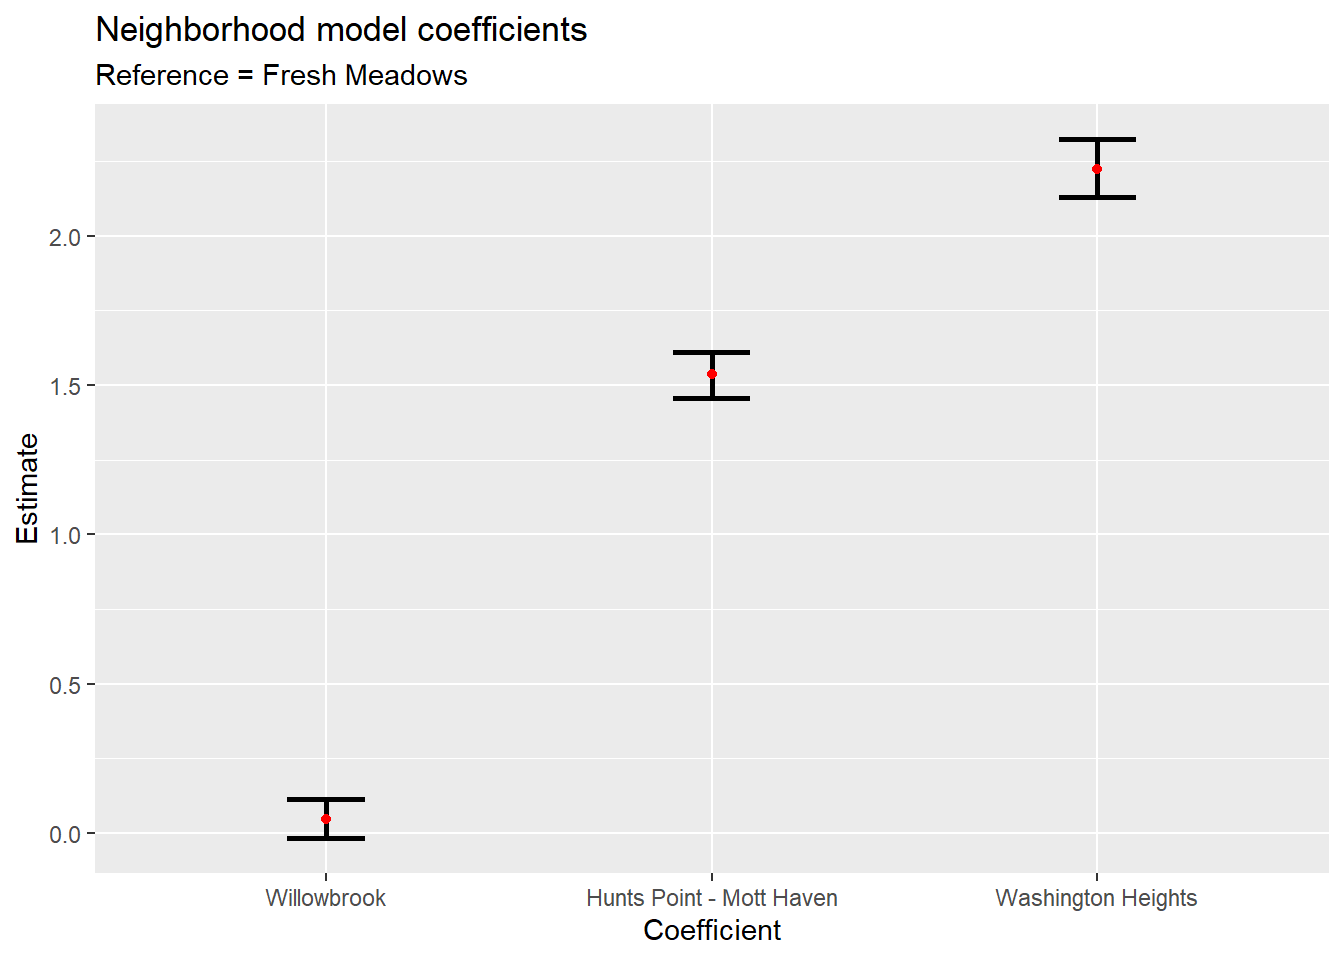 Neighborhood model coefficients
Reference = Fresh Meadows
2.0
1.5
1.0
0.5
0.0
Estimate
Willowbrook
Hunts Point - Mott Haven
Washington Heights
Coefficient